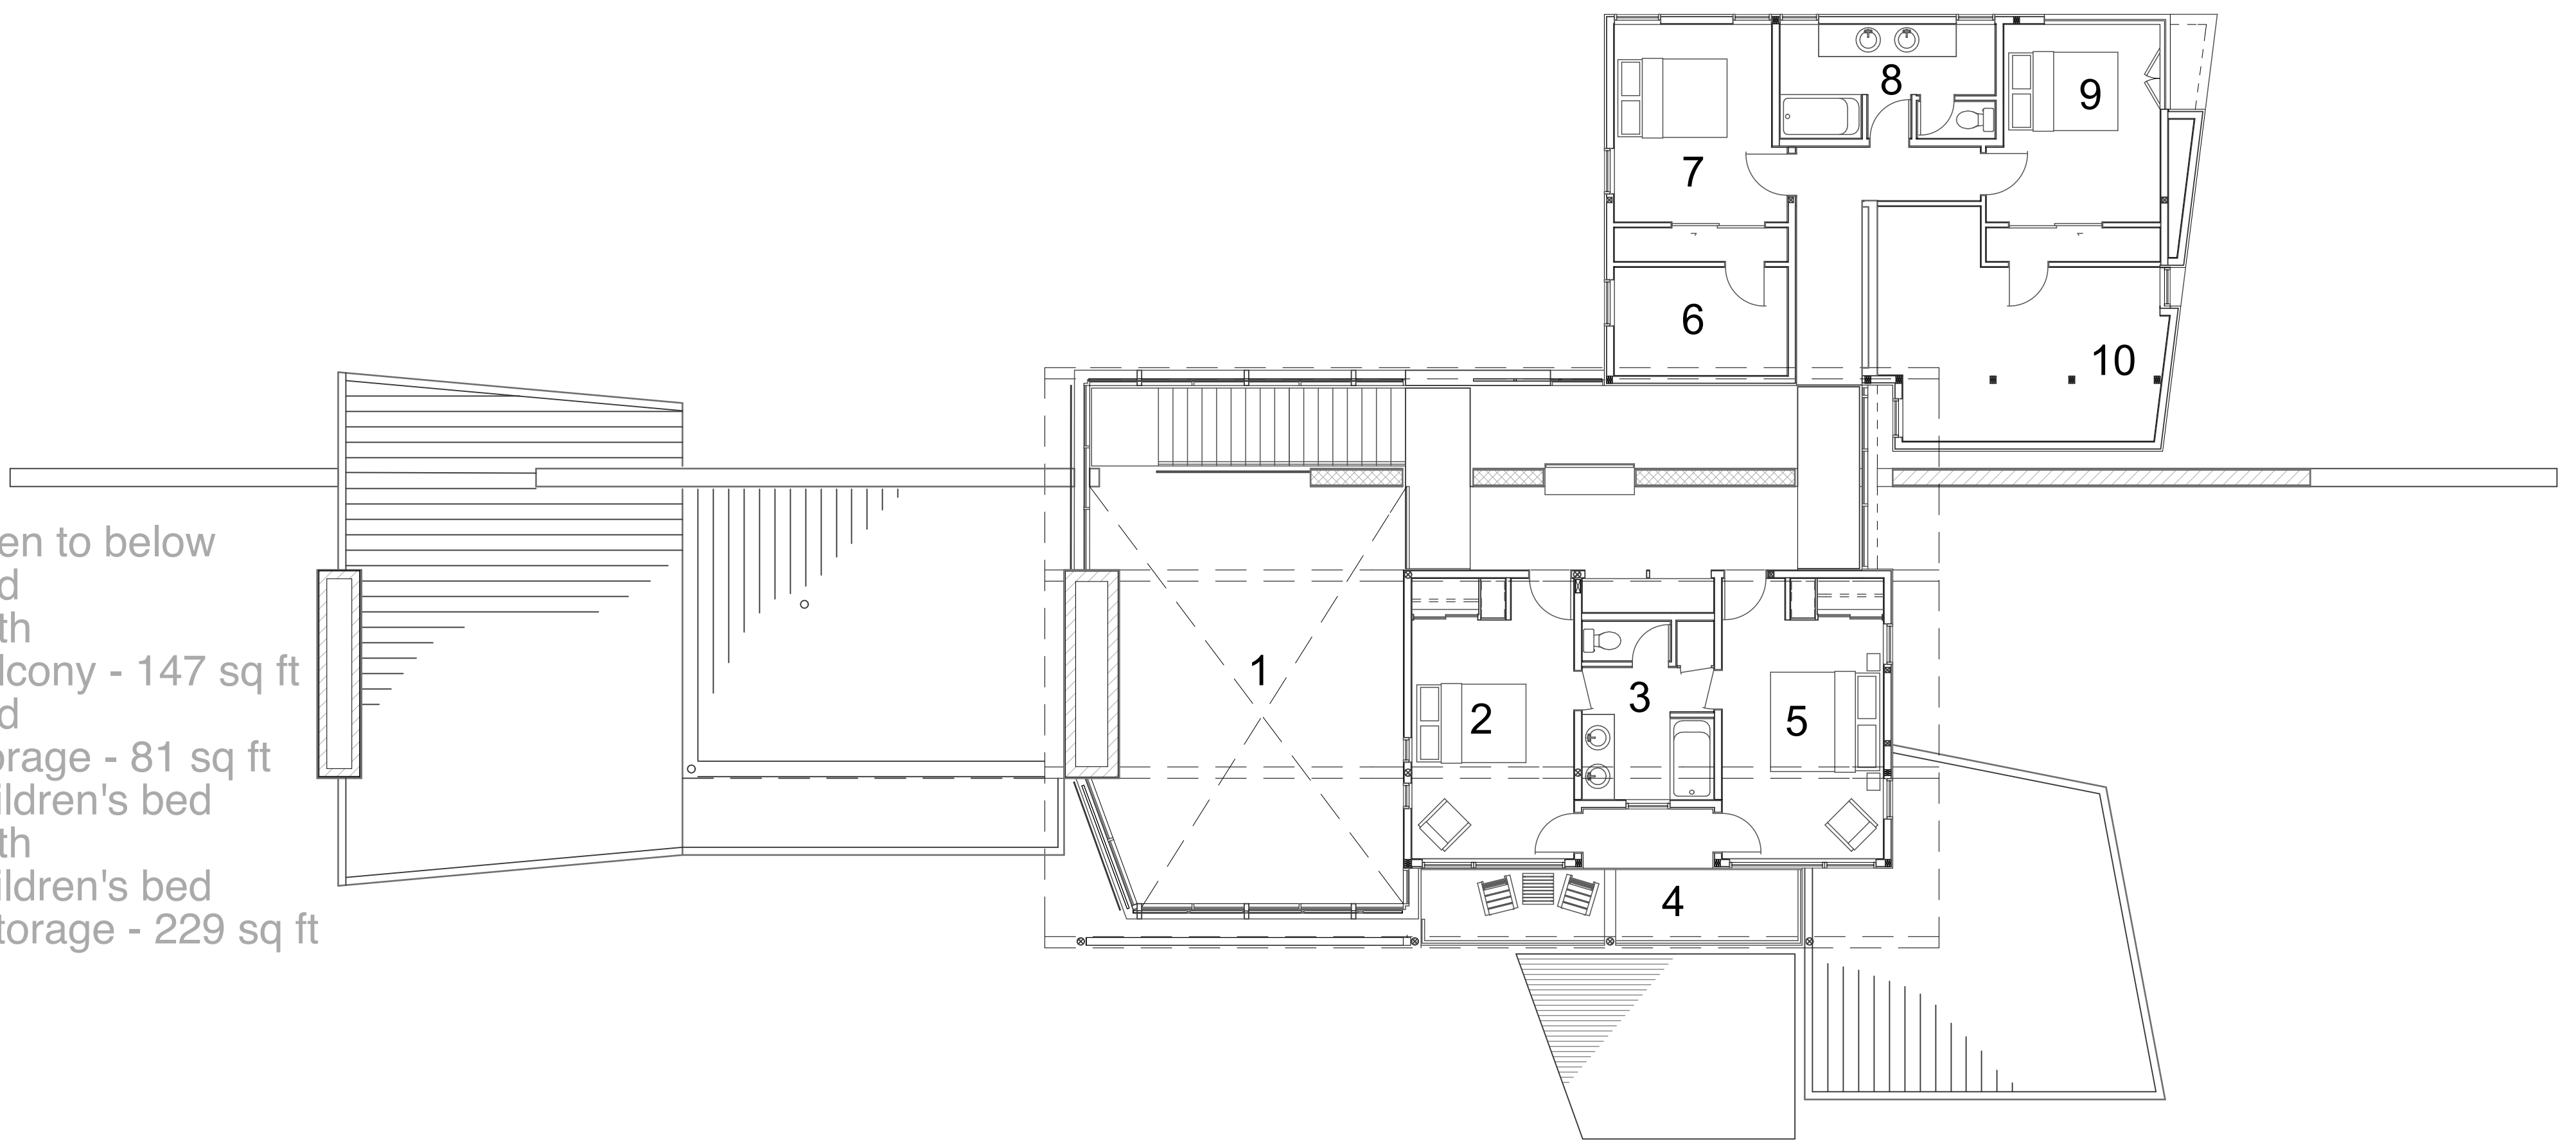 en to below
d
th
lcony - 147 sq ft
d
orage - 81 sq ft
ildren's bed
th
ildren's bed
torage - 229 sq ft
7
8
9
6
10
1
2
3
5
4